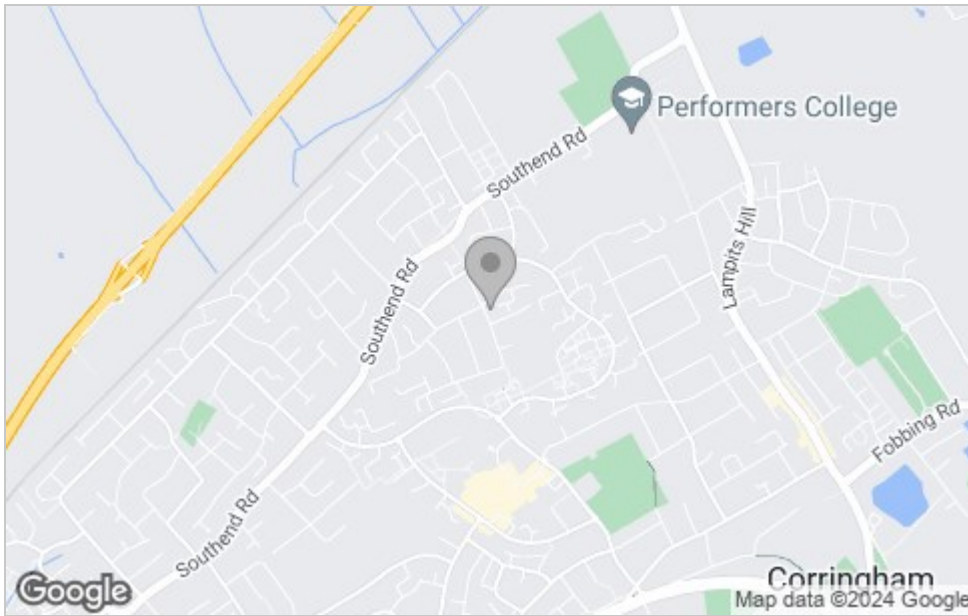 Performers College
Southend Rd
Lampits Hill
Southend Rd
Fobbing Rd
Southend Rd
Corringham
Google
Map data ©2024 Google